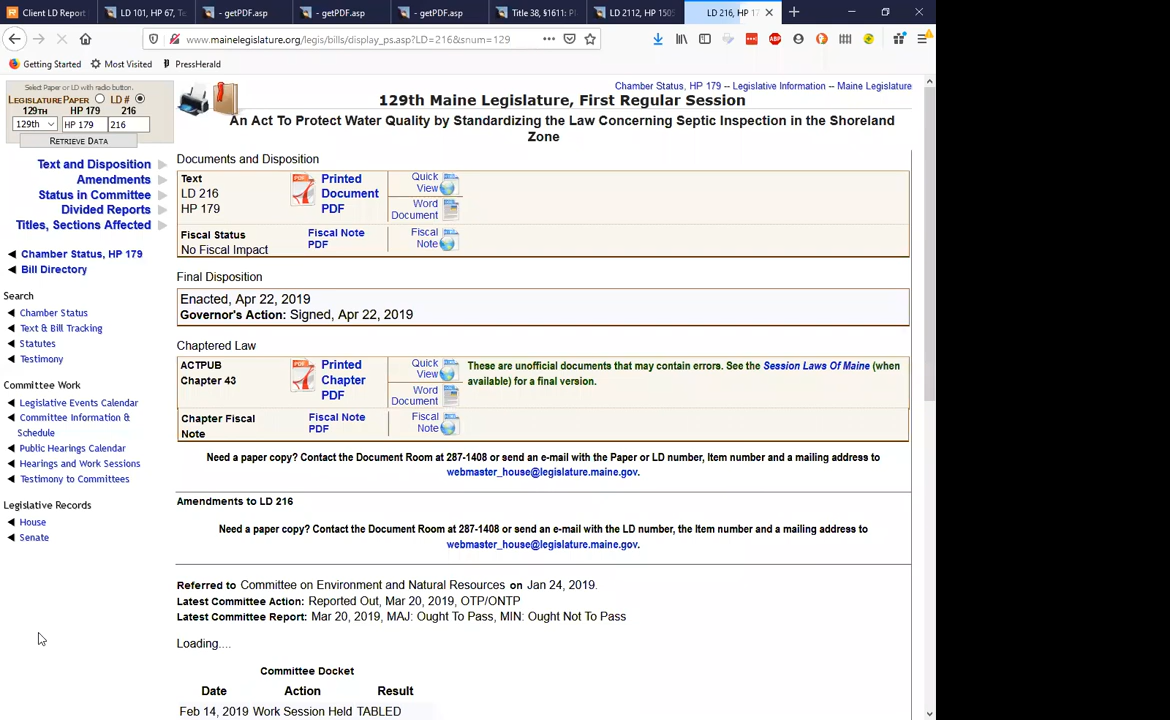 Client LD Report
LD 101, HP 67, Te
- getPDF.asp
- getPDF.asp
- getPDF.asp
Title 38, §1611: P
LD 2112, HP 150
LD 216, HP 17
www.mainelegislature.org/legis/bills/display_ps.asp?LD=216&snum=129
ABP
Getting Started
Most Visited
PressHerald
Select Paper or LD with radio button.
LEGISLATURE PAPER LD #
129TH HP 179 216
129th HP 179 216
RETRIEVE DATA
Text and Disposition
Amendments
Status in Committee
Divided Reports
Titles, Sections Affected
Chamber Status, HP 179
Bill Directory
Search
Chamber Status
Text & Bill Tracking
Statutes
Testimony
Committee Work
Legislative Events Calendar
Committee Information &
Schedule
Public Hearings Calendar
Hearings and Work Sessions
Testimony to Committees
Legislative Records
House
Senate
Chamber Status, HP 179 -- Legislative Information -- Maine Legislature
129th Maine Legislature, First Regular Session
An Act To Protect Water Quality by Standardizing the Law Concerning Septic Inspection in the Shoreland
Zone
Documents and Disposition
Text
LD 216
HP 179
Printed
Document
PDF
Quick
View
Word
Document
Fiscal Status
No Fiscal Impact
Fiscal Note
PDF
Fiscal
Note
Final Disposition
Enacted, Apr 22, 2019
Governor's Action: Signed, Apr 22, 2019
Chaptered Law
ACTPUB
Chapter 43
Printed
Chapter
PDF
Quick
View
Word
Document
These are unofficial documents that may contain errors. See the Session Laws Of Maine (when
available) for a final version.
Chapter Fiscal
Note
Fiscal Note
PDF
Fiscal
Note
Need a paper copy? Contact the Document Room at 287-1408 or send an e-mail with the Paper or LD number, Item number and a mailing address to
webmaster_house@legislature.maine.gov.
Amendments to LD 216
Need a paper copy? Contact the Document Room at 287-1408 or send an e-mail with the LD number, the Item number and a mailing address to
webmaster_house@legislature.maine.gov.
Referred to Committee on Environment and Natural Resources on Jan 24, 2019.
Latest Committee Action: Reported Out, Mar 20, 2019, OTP/ONTP
Latest Committee Report: Mar 20, 2019, MAJ: Ought To Pass, MIN: Ought Not To Pass
Loading....
Committee Docket
Date Action Result
Feb 14, 2019 Work Session Held TABLED